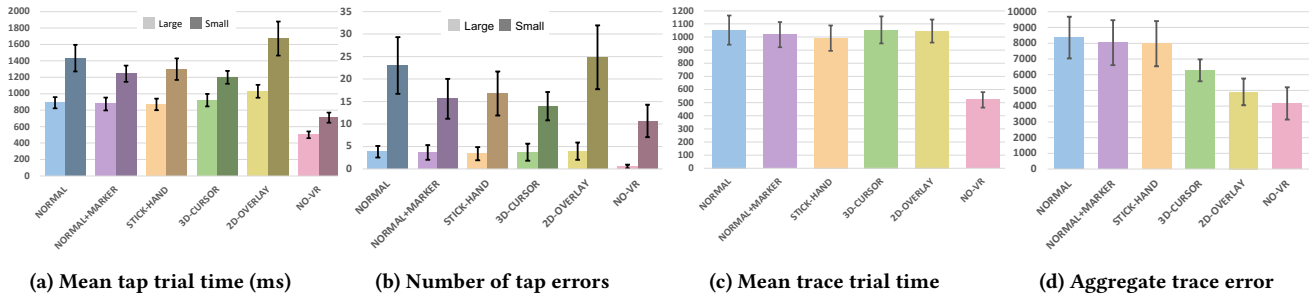 2000
1800
1600
1400
1200
1000
800
600
400
200
0
Large Small
NORMAL
NORMAL+MARKER
STICK-HAND
3D-CURSOR
2D-OVERLAY
NO-VR
(a) Mean tap trial time (ms)
35
30
25
20
15
10
5
0
Large Small
NORMAL
NORMAL+MARKER
STICK-HAND
3D-CURSOR
2D-OVERLAY
NO-VR
(b) Number of tap errors
1200
1100
1000
900
800
700
600
500
400
300
200
100
0
NORMAL
NORMAL+MARKER
STICK-HAND
3D-CURSOR
2D-OVERLAY
NO-VR
(c) Mean trace trial time
10000
9000
8000
7000
6000
5000
4000
3000
2000
1000
0
NORMAL
NORMAL+MARKER
STICK-HAND
3D-CURSOR
2D-OVERLAY
NO-VR
(d) Aggregate trace error